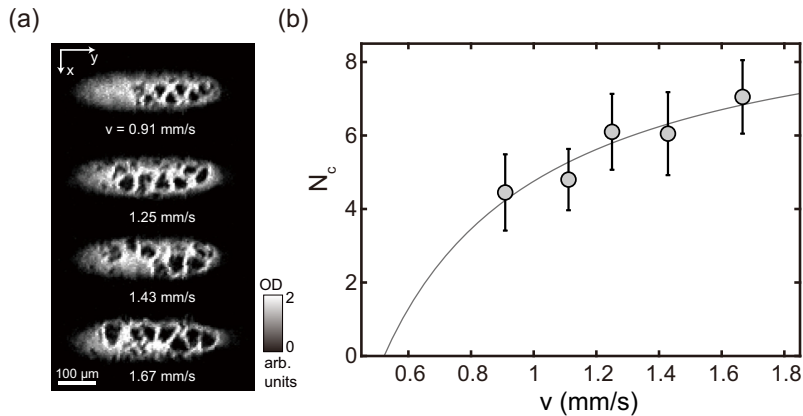 (a)
y
x
v = 0.91 mm/s
1.25 mm/s
1.43 mm/s
1.67 mm/s
100 µm
OD
2
0
arb.
units
(b)
8
6
4
2
0
N_c
0.6 0.8 1 1.2 1.4 1.6 1.8
v (mm/s)